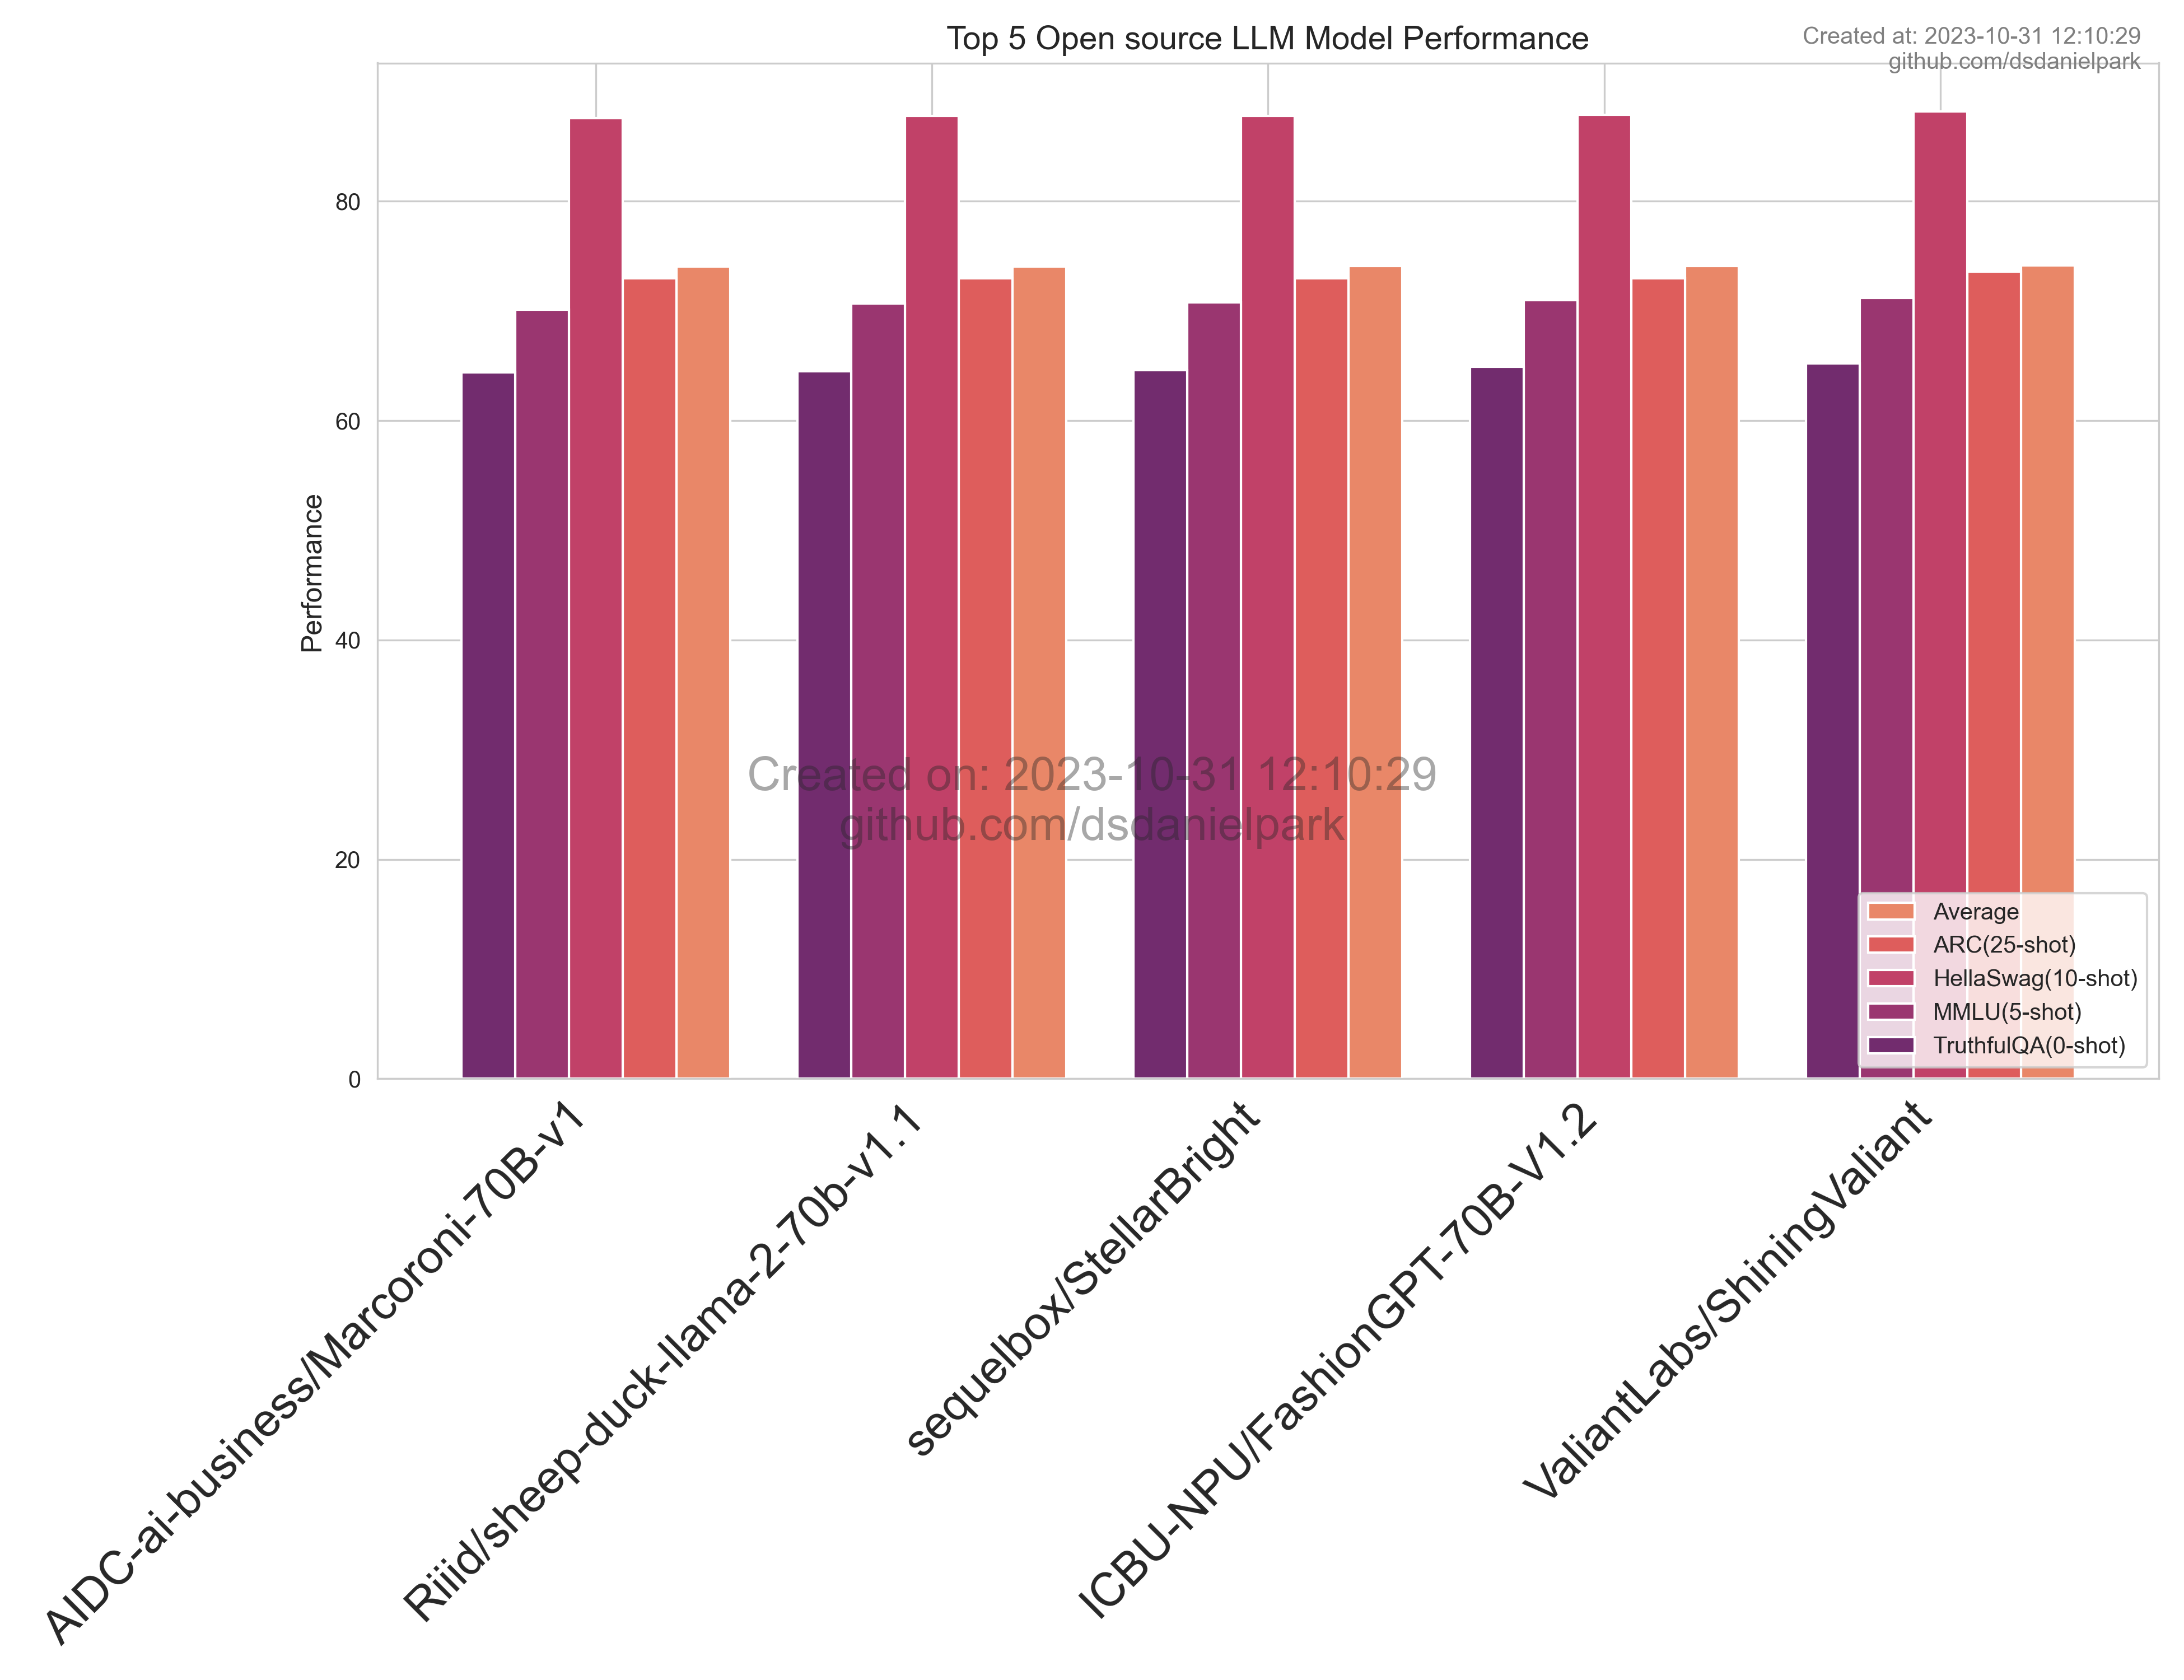 Top 5 Open source LLM Model Performance
Created at: 2023-10-31 12:10:29
github.com/dsdanielpark
Performance
80
60
40
20
0
Created on: 2023-10-31 12:10:29
github.com/dsdanielpark
Average
ARC(25-shot)
HellaSwag(10-shot)
MMLU(5-shot)
TruthfulQA(0-shot)
AIDC-ai-business/Marcoroni-70B-v1
Riiid/sheep-duck-llama-2-70b-v1.1
sequelbox/StellarBright
ICBU-NPU/FashionGPT-70B-V1.2
ValiantLabs/ShiningValiant